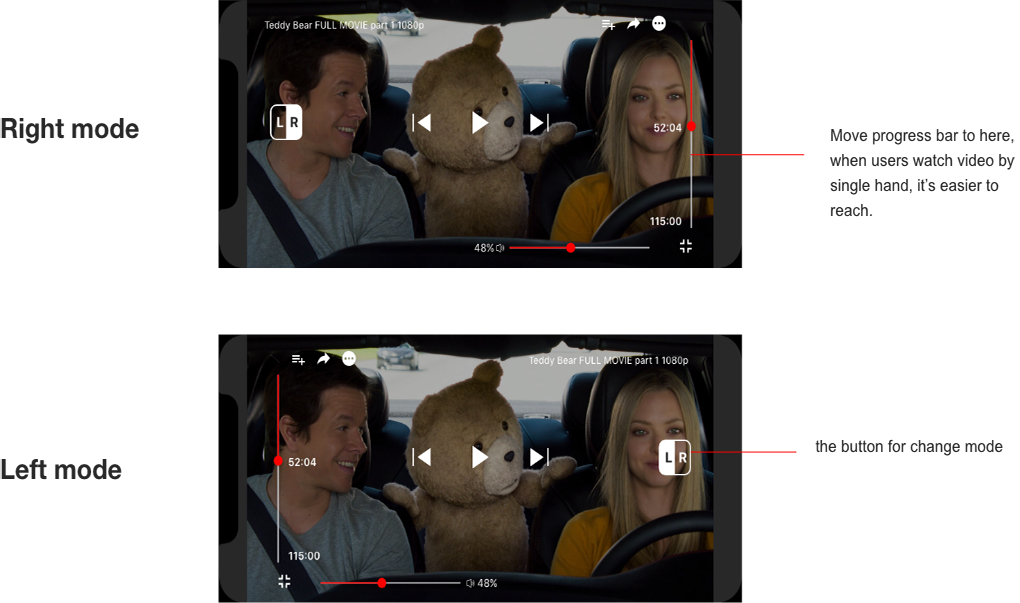 Teddy Bear FULL MOVIE part 1 1080p
Right mode
L R
52:04
115:00
48%
Move progress bar to here,
when users watch video by
single hand, it's easier to
reach.
Teddy Bear FULL MOVIE part 1 1080p
Left mode
52:04
L R
115:00
48%
the button for change mode